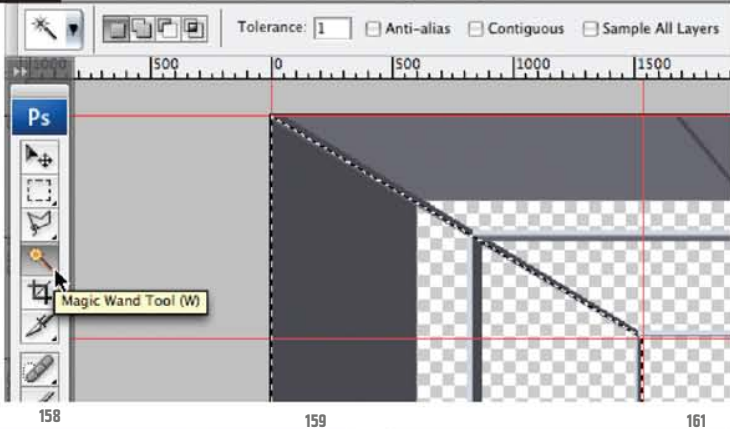 Tolerance: 1 Anti-alias Contiguous Sample All Layers
1000 500 0 500 1000 1500
Ps
Magic Wand Tool (W)
158 159 161